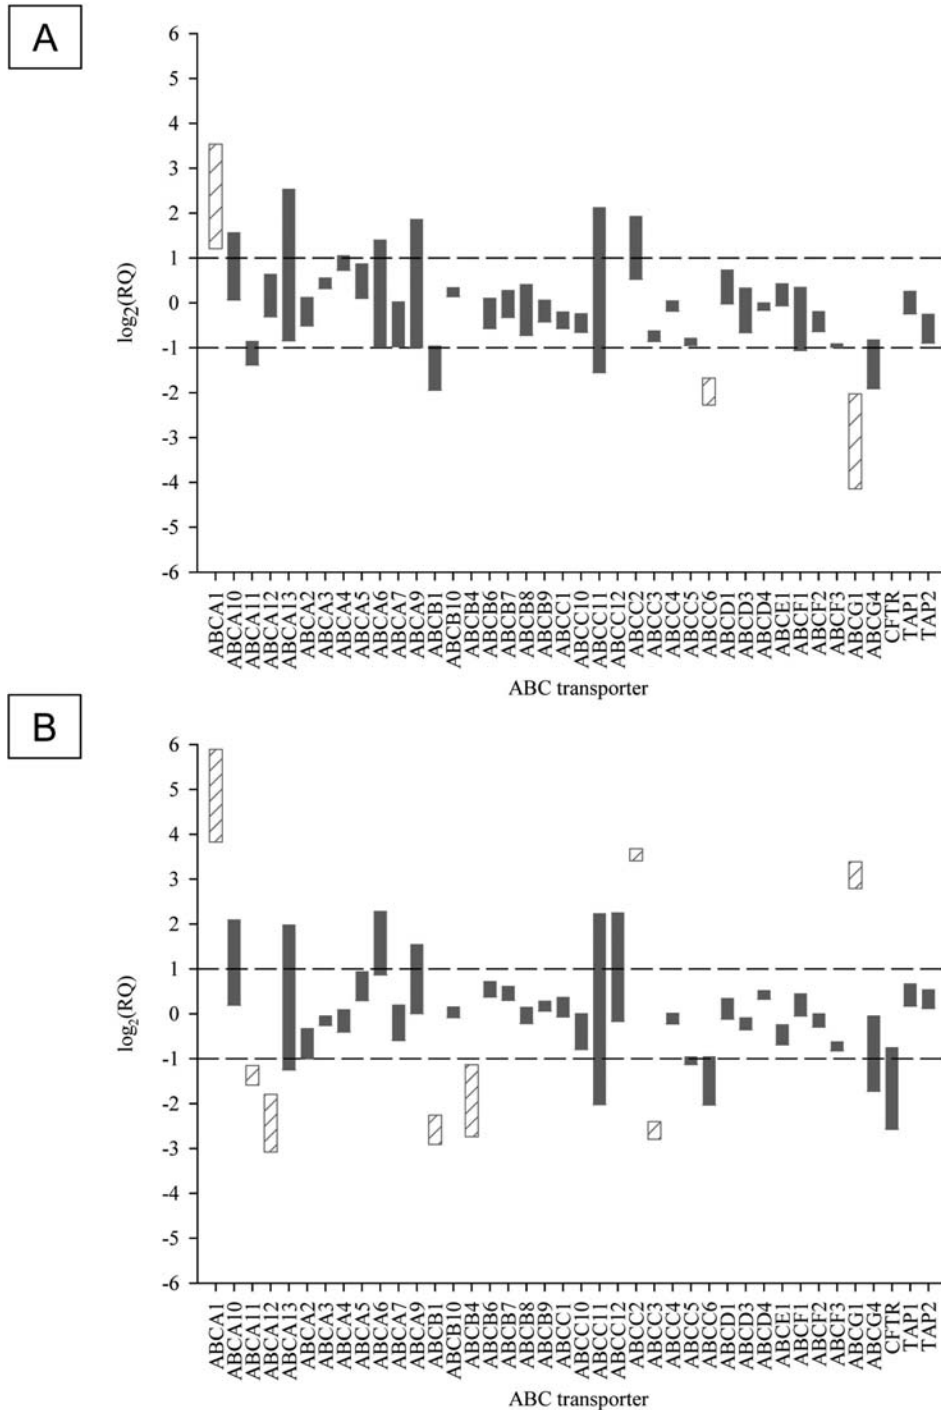 A
6
5
4
3
2
1
0
-1
-2
-3
-4
-5
-6
log2(RQ)
ABCA1
ABCA10
ABCA11
ABCA12
ABCA13
ABCA2
ABCA3
ABCA4
ABCA5
ABCA6
ABCA7
ABCA9
ABCB1
ABCB10
ABCB4
ABCB6
ABCB7
ABCB8
ABCB9
ABCC1
ABCC10
ABCC11
ABCC12
ABCC2
ABCC3
ABCC4
ABCC5
ABCC6
ABCD1
ABCD3
ABCD4
ABCE1
ABCF1
ABCF2
ABCF3
ABCG1
ABCG4
CFTR
TAP1
TAP2
ABC transporter
B
6
5
4
3
2
1
0
-1
-2
-3
-4
-5
-6
log2(RQ)
ABCA1
ABCA10
ABCA11
ABCA12
ABCA13
ABCA2
ABCA3
ABCA4
ABCA5
ABCA6
ABCA7
ABCA9
ABCB1
ABCB10
ABCB4
ABCB6
ABCB7
ABCB8
ABCB9
ABCC1
ABCC10
ABCC11
ABCC12
ABCC2
ABCC3
ABCC4
ABCC5
ABCC6
ABCD1
ABCD3
ABCD4
ABCE1
ABCF1
ABCF2
ABCF3
ABCG1
ABCG4
CFTR
TAP1
TAP2
ABC transporter